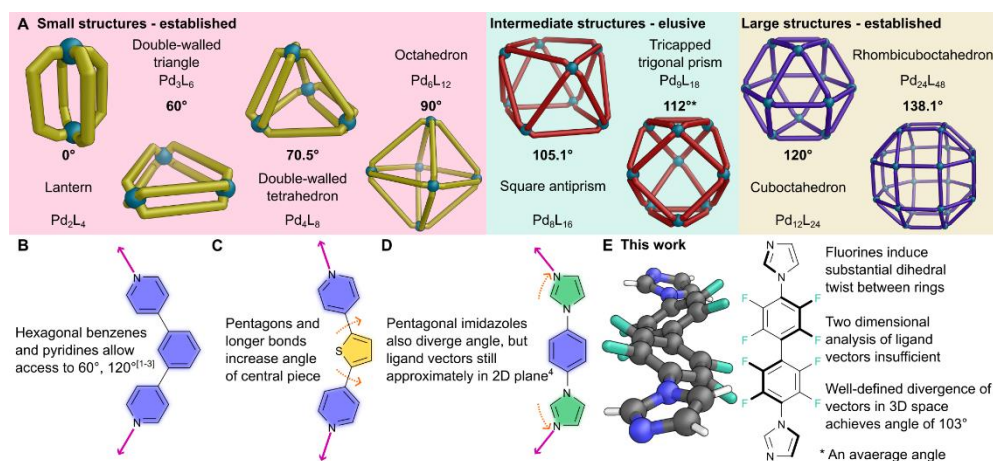 A Small structures - established
Double-walled
triangle
Pd3L6
60°
0°
Lantern
Pd2L4
70.5°
Double-walled
tetrahedron
Pd4L8
Octahedron
Pd6L12
90°
Intermediate structures - elusive
Tricapped
trigonal prism
Pd9L18
112°*
105.1°
Square antiprism
Pd8L16
Large structures - established
Rhombicuboctahedron
Pd24L48
138.1°
120°
Cuboctahedron
Pd12L24
B
N
Hexagonal benzenes
and pyridines allow
access to 60°, 120°[1-3]
N
C
N
Pentagons and
longer bonds
increase angle
of central piece
S
N
D
N
N
Pentagonal imidazoles
also diverge angle, but
ligand vectors still
approximately in 2D plane4
N
N
E This work
N
N
F F
F F
F F
F F
N
N
Fluorines induce
substantial dihedral
twist between rings
Two dimensional
analysis of ligand
vectors insufficient
Well-defined divergence of
vectors in 3D space
achieves angle of 103°
* An avaerage angle